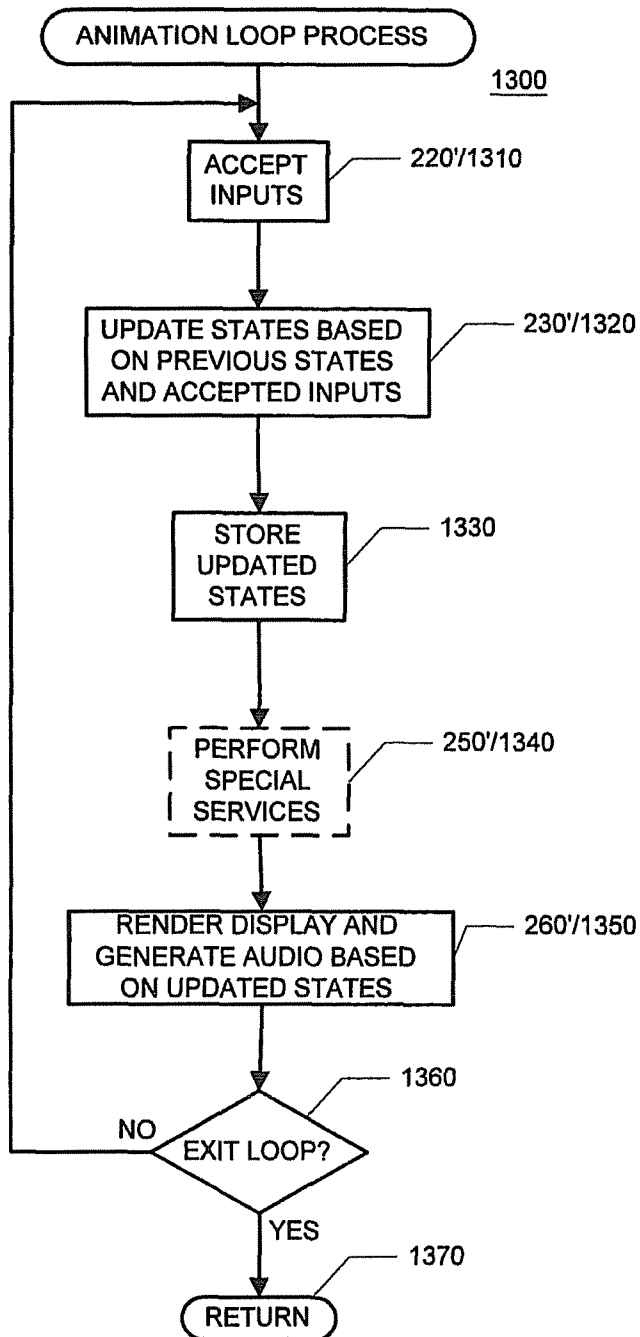 ANIMATION LOOP PROCESS
1300
ACCEPT
INPUTS
220'/1310
UPDATE STATES BASED
ON PREVIOUS STATES
AND ACCEPTED INPUTS
230'/1320
STORE
UPDATED
STATES
1330
PERFORM
SPECIAL
SERVICES
250'/1340
RENDER DISPLAY AND
GENERATE AUDIO BASED
ON UPDATED STATES
260'/1350
1360
NO
EXIT LOOP?
YES
1370
RETURN